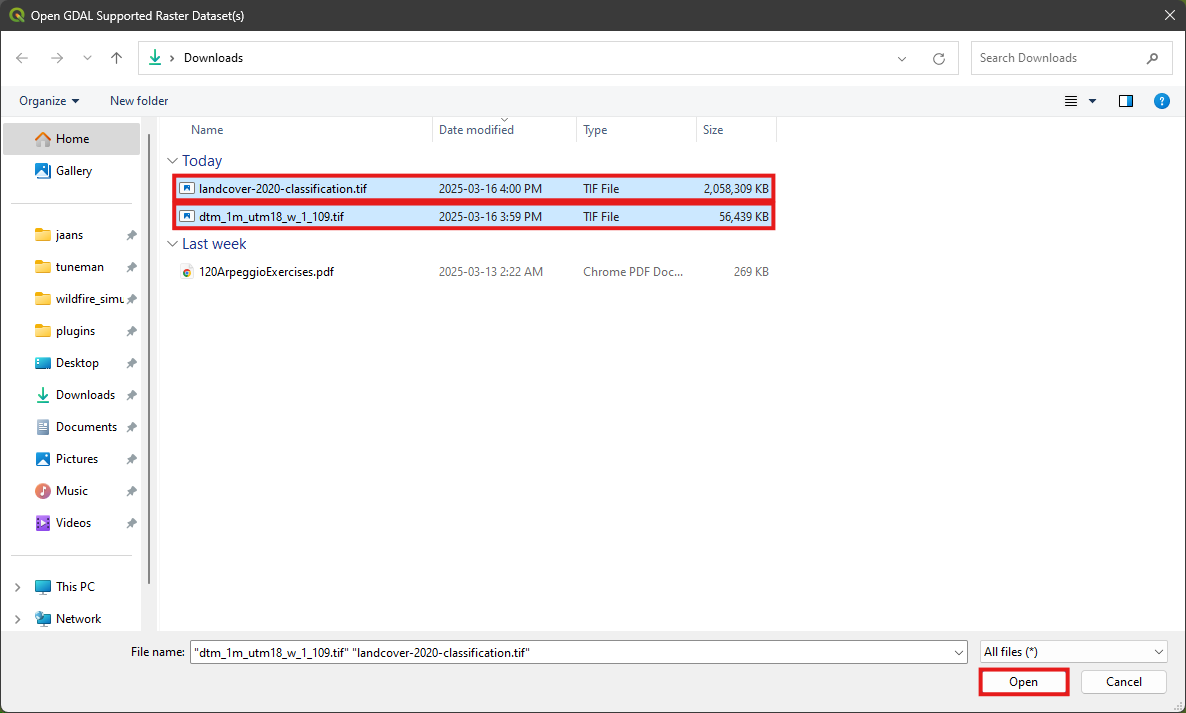 Open GDAL Supported Raster Dataset(s)
Downloads
Search Downloads
Organize
New folder
Home
Gallery
jaans
tuneman
wildfire_simu
plugins
Desktop
Downloads
Documents
Pictures
Music
Videos
This PC
Network
Name Date modified Type Size
Today
landcover-2020-classification.tif 2025-03-16 4:00 PM TIF File 2,058,309 KB
dtm_1m_utm18_w_1_109.tif 2025-03-16 3:59 PM TIF File 56,439 KB
Last week
120ArpeggioExercises.pdf 2025-03-13 2:22 AM Chrome PDF Doc... 269 KB
File name: "dtm_1m_utm18_w_1_109.tif" "landcover-2020-classification.tif" All files (*)
Open Cancel